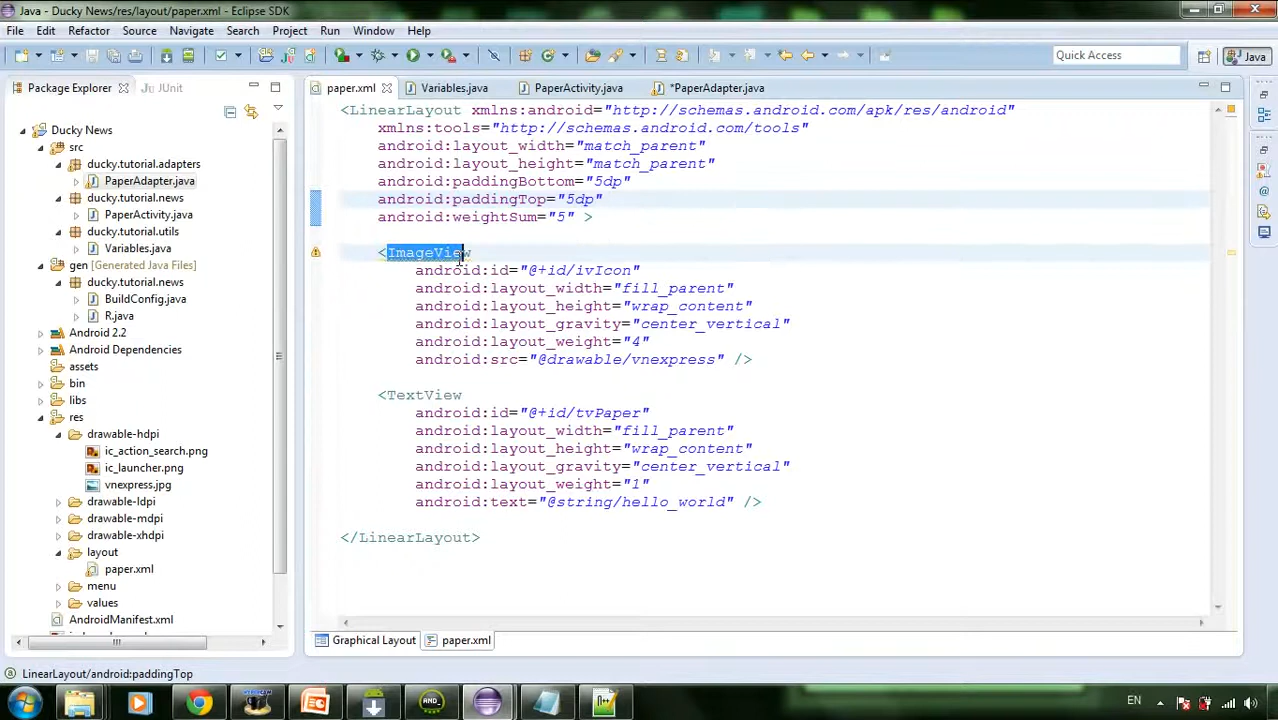 Java - Ducky News/res/layout/paper.xml - Eclipse SDK
File Edit Refactor Source Navigate Search Project Run Window Help
Quick Access
Java
Package Explorer
JUnit
Ducky News
src
ducky.tutorial.adapters
PaperAdapter.java
ducky.tutorial.news
PaperActivity.java
ducky.tutorial.utils
Variables.java
gen [Generated Java Files]
ducky.tutorial.news
BuildConfig.java
R.java
Android 2.2
Android Dependencies
assets
bin
libs
res
drawable-hdpi
ic_action_search.png
ic_launcher.png
vnexpress.jpg
drawable-ldpi
drawable-mdpi
drawable-xhdpi
layout
paper.xml
menu
values
AndroidManifest.xml
paper.xml
Variables.java
PaperActivity.java
*PaperAdapter.java
<LinearLayout xmlns:android="http://schemas.android.com/apk/res/android"
xmlns:tools="http://schemas.android.com/tools"
android:layout_width="match_parent"
android:layout_height="match_parent"
android:paddingBottom="5dp"
android:paddingTop="5dp"
android:weightSum="5" >
<ImageView
android:id="@+id/ivIcon"
android:layout_width="fill_parent"
android:layout_height="wrap_content"
android:layout_gravity="center_vertical"
android:layout_weight="4"
android:src="@drawable/vnexpress" />
<TextView
android:id="@+id/tvPaper"
android:layout_width="fill_parent"
android:layout_height="wrap_content"
android:layout_gravity="center_vertical"
android:layout_weight="1"
android:text="@string/hello_world" />
</LinearLayout>
Graphical Layout
paper.xml
LinearLayout/android:paddingTop
EN